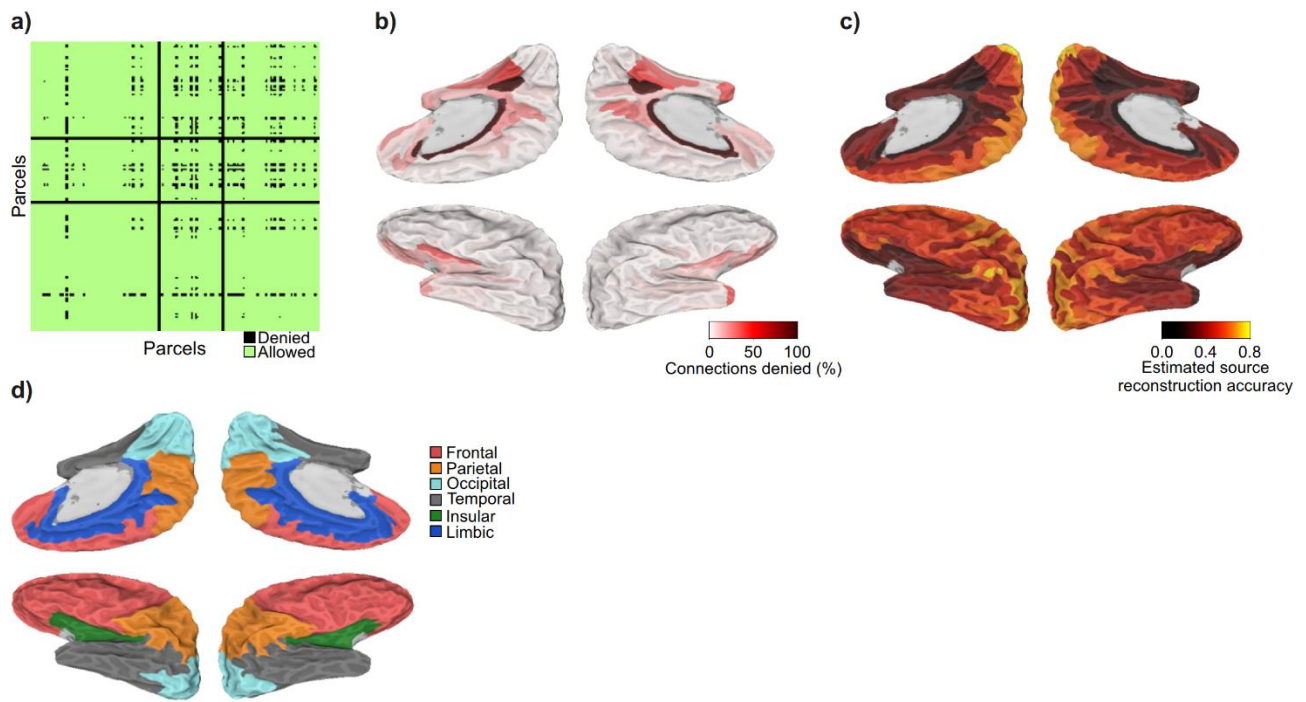 a)
Parcels
Parcels
Denied
Allowed
b)
0 50 100
Connections denied (%)
c)
0.0 0.4 0.8
Estimated source
reconstruction accuracy
d)
Frontal
Parietal
Occipital
Temporal
Insular
Limbic